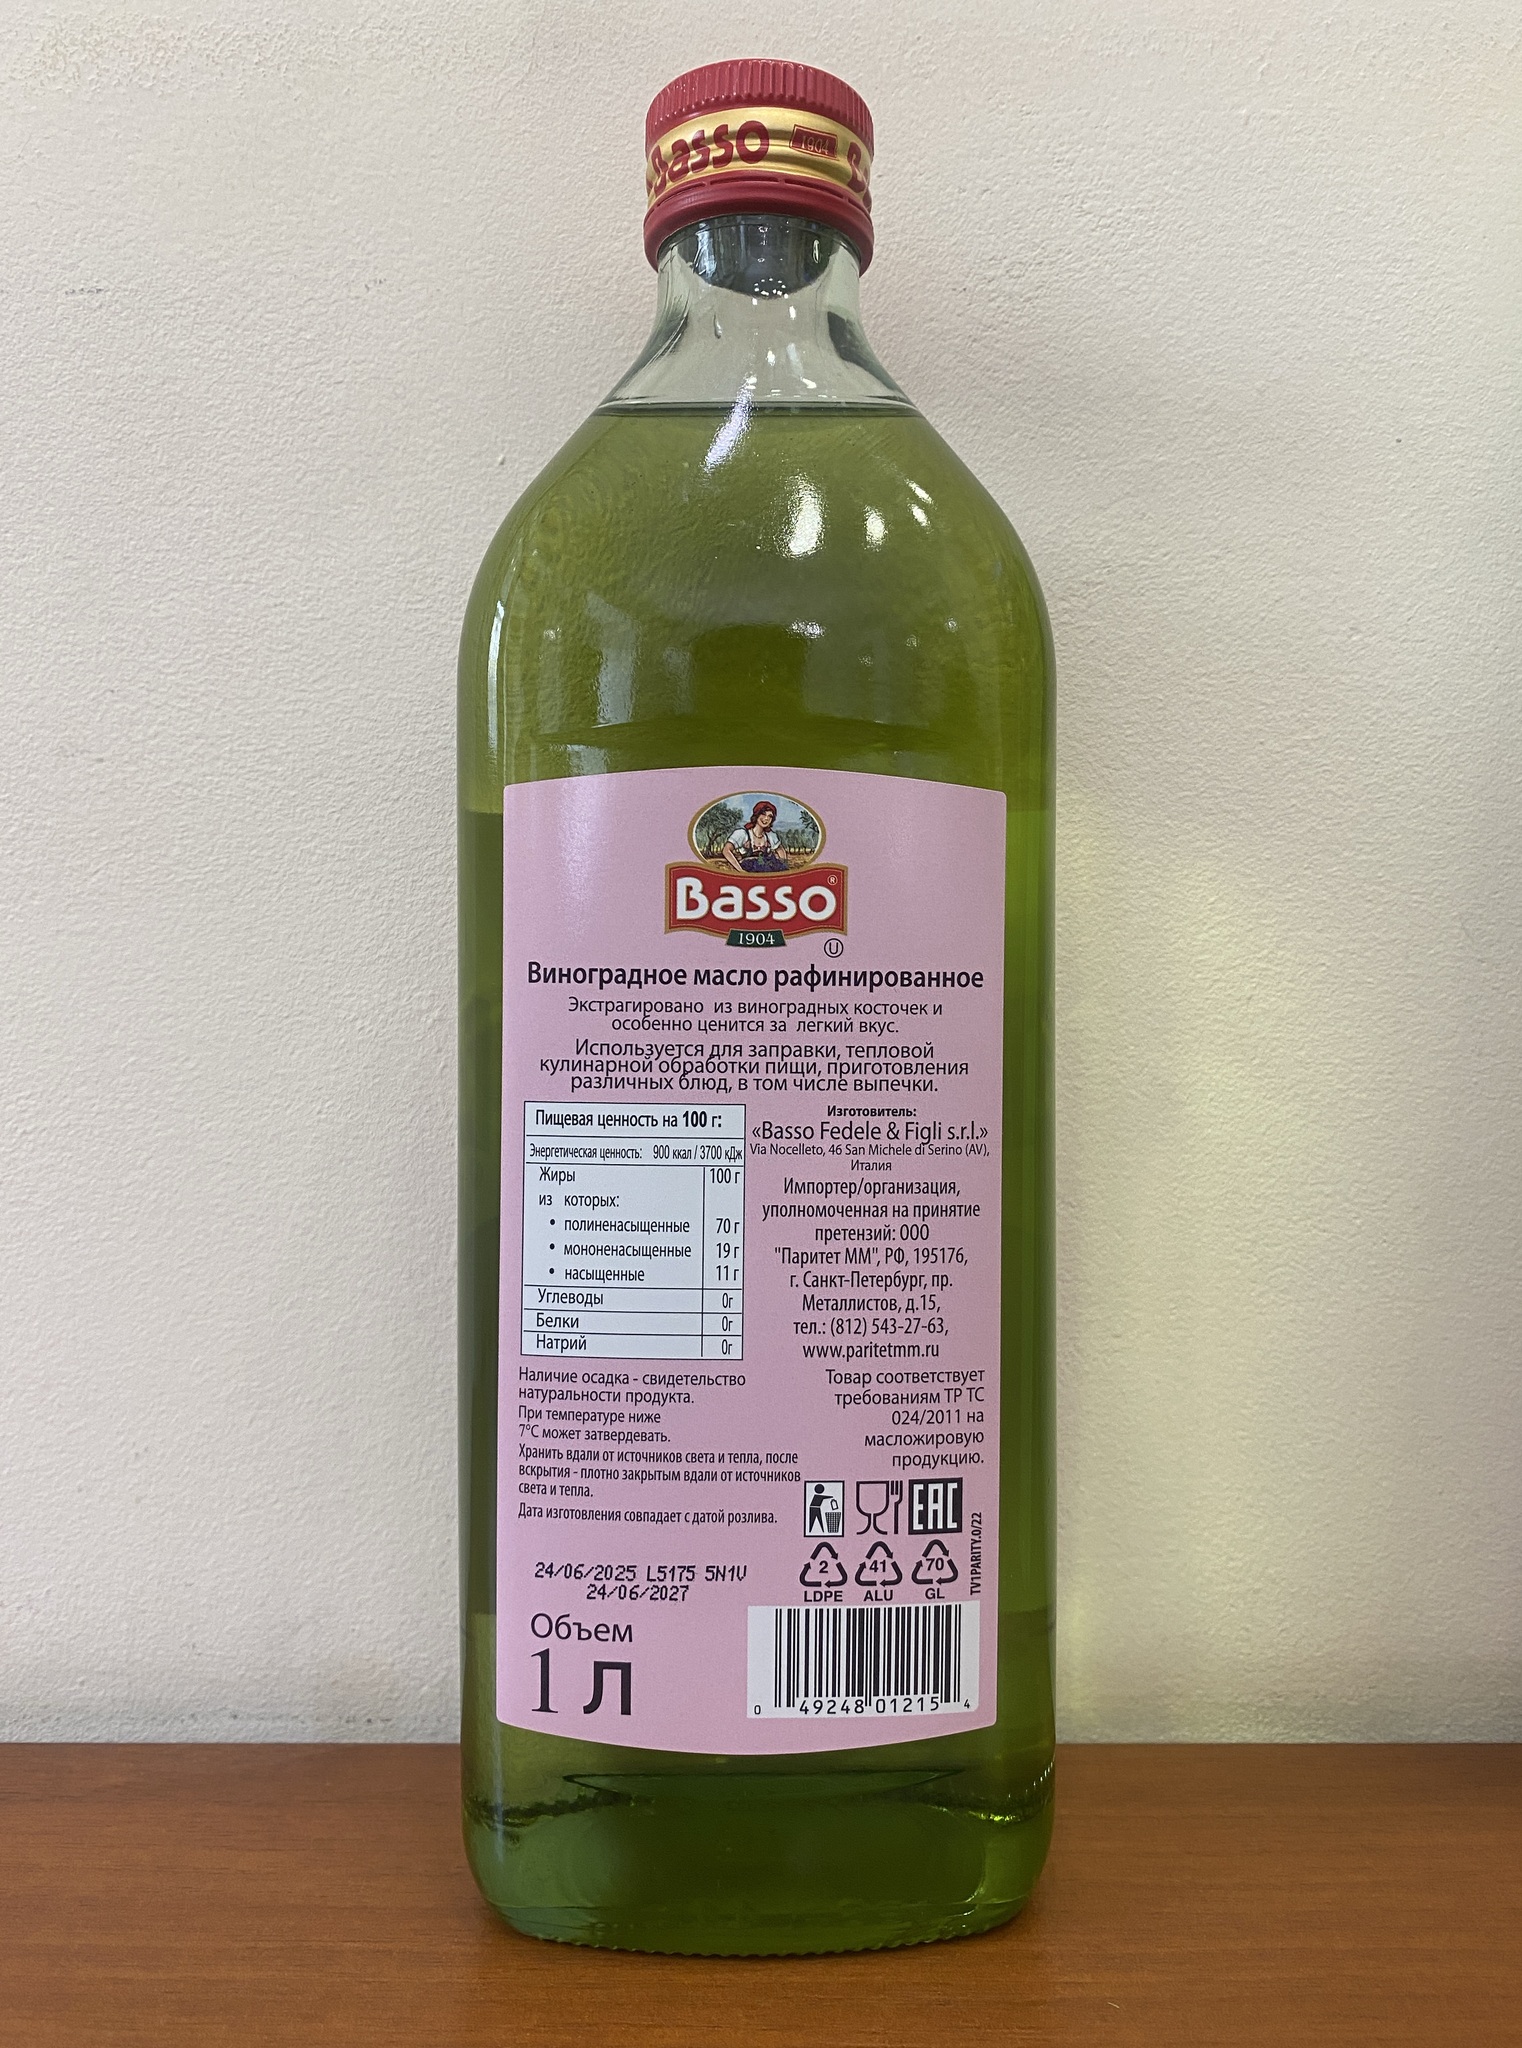 Basso 1904
Basso®
1904
U
Виноградное масло рафинированное
Экстрагировано из виноградных косточек и
особенно ценится за легкий вкус.
Используется для заправки, тепловой
кулинарной обработки пищи, приготовления
различных блюд, в том числе выпечки.
Пищевая ценность на 100 г:
Энергетическая ценность: 900 ккал / 3700 кДж
Жиры 100 г
из которых:
• полиненасыщенные 70 г
• мононенасыщенные 19 г
• насыщенные 11 г
Углеводы 0г
Белки 0г
Натрий 0г
Изготовитель:
«Basso Fedele & Figli s.r.l.»
Via Nocelleto, 46 San Michele di Serino (AV),
Италия
Импортер/организация,
уполномоченная на принятие
претензий: ООО
"Паритет ММ", РФ, 195176,
г. Санкт-Петербург, пр.
Металлистов, д.15,
тел.: (812) 543-27-63,
www.paritetmm.ru
Наличие осадка - свидетельство
натуральности продукта.
При температуре ниже
7°С может затвердевать.
Хранить вдали от источников света и тепла, после
вскрытия - плотно закрытым вдали от источников
света и тепла.
Дата изготовления совпадает с датой розлива.
Товар соответствует
требованиям ТР ТС
024/2011 на
масложировую
продукцию.
EAC
2 41 70
LDPE ALU GL
TV1PARITY.0/22
24/06/2025 L5175 5N1V
24/06/2027
Объем
1 л
0 49248 01215 4